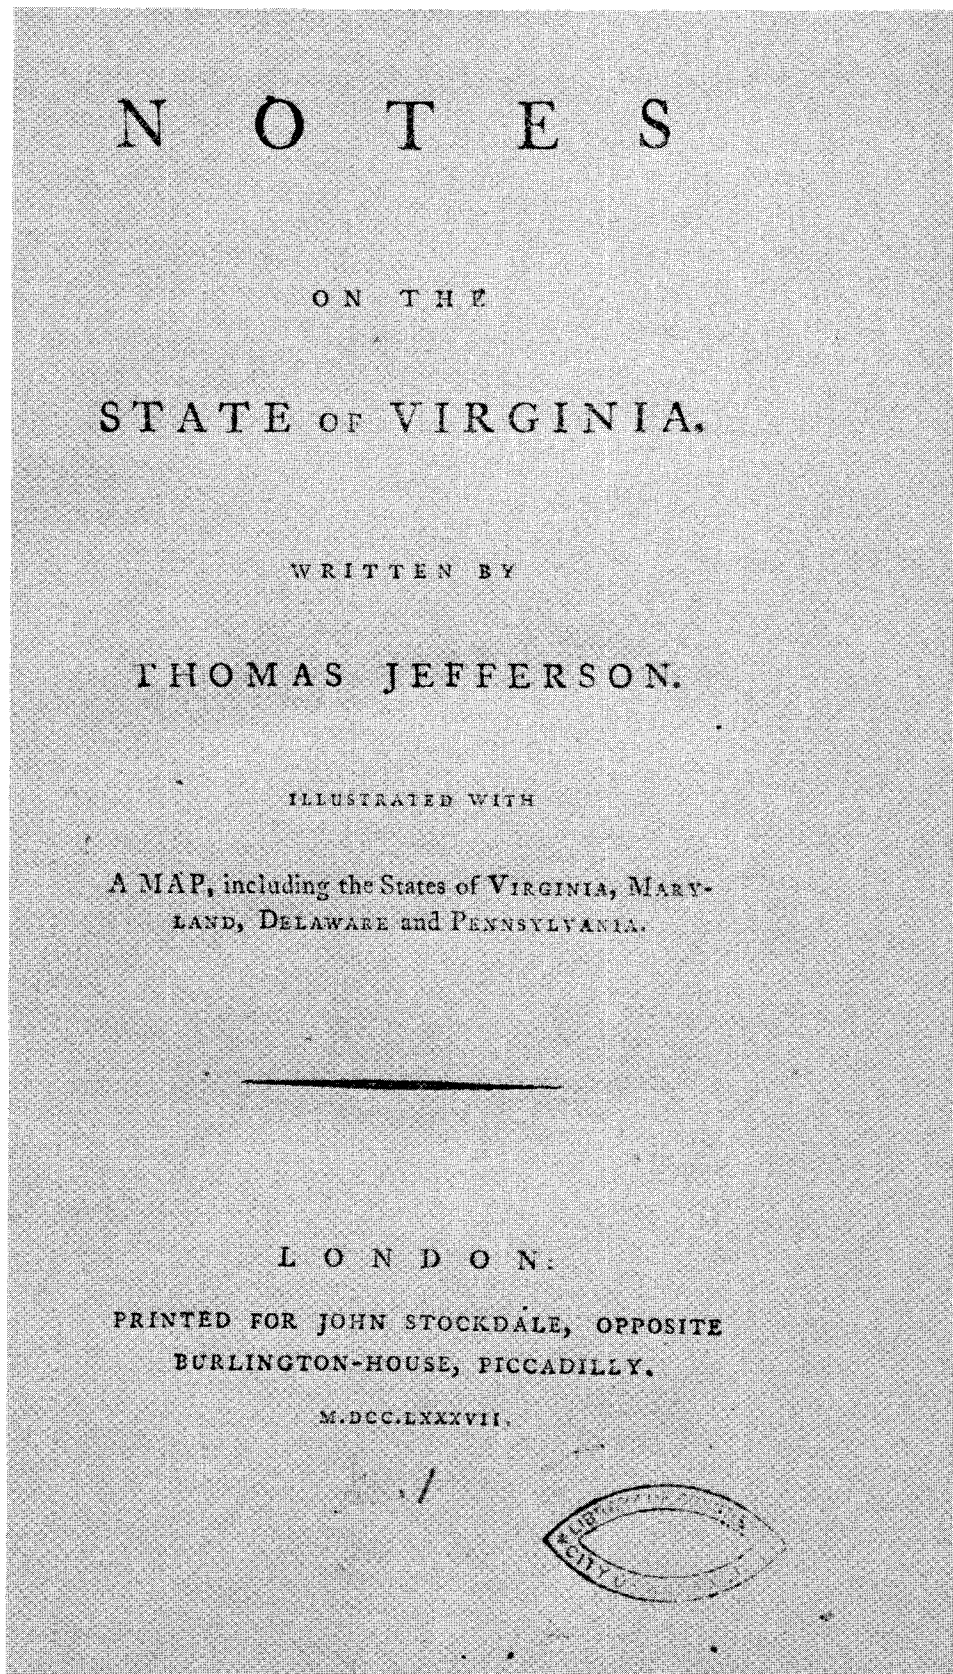 NOTES
ON THE
STATE OF VIRGINIA.
WRITTEN BY
THOMAS JEFFERSON.
ILLUSTRATED WITH
A MAP, including the States of VIRGINIA, MARY-
LAND, DELAWARE and PENNSYLVANIA.
LONDON:
PRINTED FOR JOHN STOCKDALE, OPPOSITE
BURLINGTON-HOUSE, PICCADILLY.
M.DCC.LXXXVII.
CITY